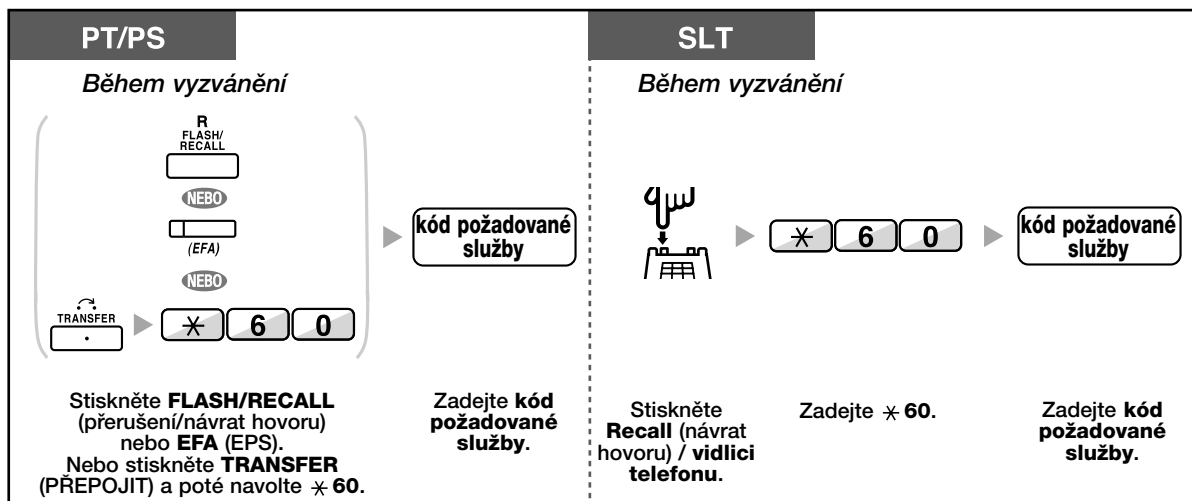 PT/PS
Během vyzvánění
R
FLASH/
RECALL
NEBO
(EFA)
NEBO
TRANSFER
* 6 0
kód požadované
služby
Stiskněte FLASH/RECALL
(přerušení/návrat hovoru)
nebo EFA (EPS).
Nebo stiskněte TRANSFER
(PŘEPOJIT) a poté navolte * 60.
Zadejte kód
požadované
služby.
SLT
Během vyzvánění
* 6 0
kód požadované
služby
Stiskněte
Recall (návrat
hovoru) / vidlici
telefonu.
Zadejte * 60.
Zadejte kód
požadované
služby.